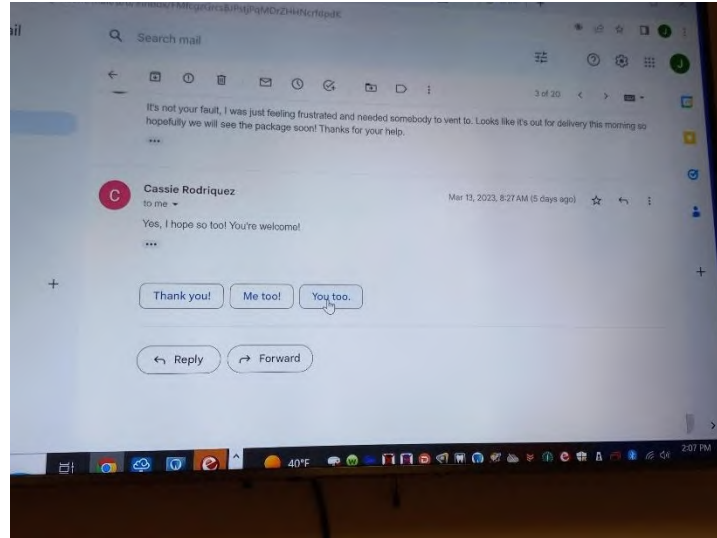 ail
Search mail
3 of 20
It's not your fault, I was just feeling frustrated and needed somebody to vent to. Looks like it's out for delivery this morning so
hopefully we will see the package soon! Thanks for your help.
C
Cassie Rodriquez
Mar 13, 2023, 8:27 AM (5 days ago)
to me
Yes, I hope so too! You're welcome!
Thank you!
Me too!
You too.
Reply
Forward
40°F
2:07 PM
J
J